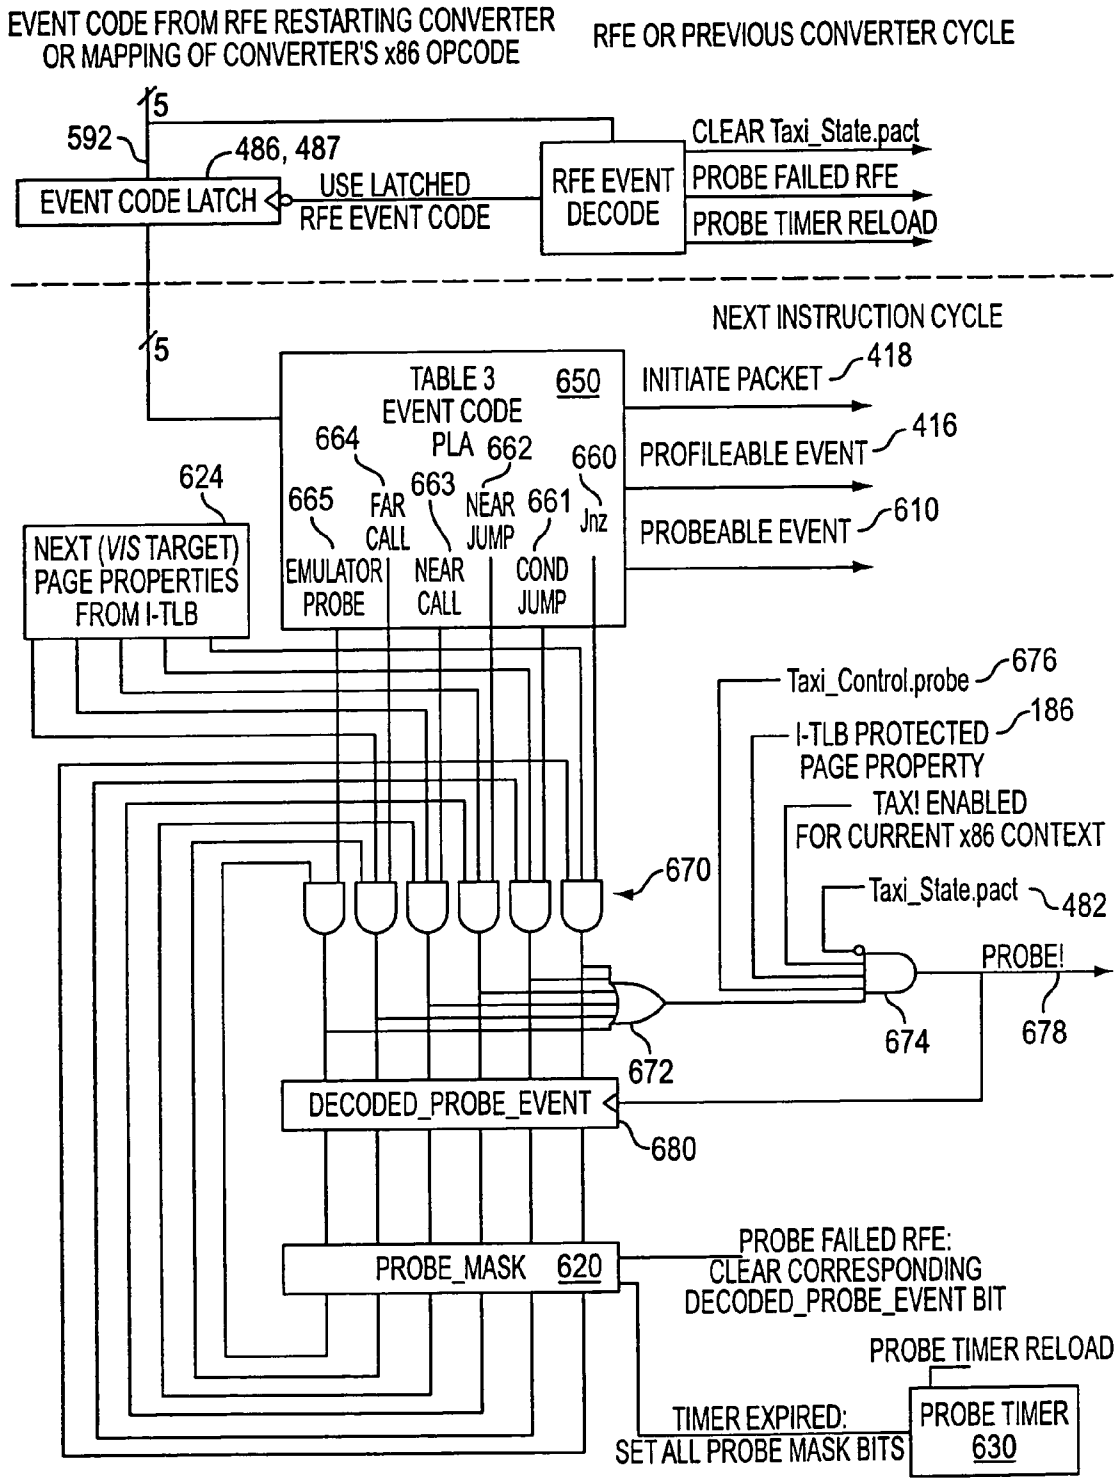 EVENT CODE FROM RFE RESTARTING CONVERTER
OR MAPPING OF CONVERTER'S x86 OPCODE
RFE OR PREVIOUS CONVERTER CYCLE
5
592
486, 487
EVENT CODE LATCH
USE LATCHED
RFE EVENT CODE
RFE EVENT
DECODE
CLEAR Taxi_State.pact
PROBE FAILED RFE
PROBE TIMER RELOAD
NEXT INSTRUCTION CYCLE
5
TABLE 3
EVENT CODE
PLA
650
INITIATE PACKET
418
PROFILEABLE EVENT
416
PROBEABLE EVENT
610
664
662
660
665
663
661
FAR
CALL
NEAR
JUMP
Jnz
EMULATOR
PROBE
NEAR
CALL
COND
JUMP
624
NEXT (VIS TARGET)
PAGE PROPERTIES
FROM I-TLB
Taxi_Control.probe
676
I-TLB PROTECTED
PAGE PROPERTY
186
TAX! ENABLED
FOR CURRENT x86 CONTEXT
670
Taxi_State.pact
482
PROBE!
672
674
678
DECODED_PROBE_EVENT
680
PROBE_MASK 620
PROBE FAILED RFE:
CLEAR CORRESPONDING
DECODED_PROBE_EVENT BIT
PROBE TIMER RELOAD
TIMER EXPIRED:
SET ALL PROBE MASK BITS
PROBE TIMER
630